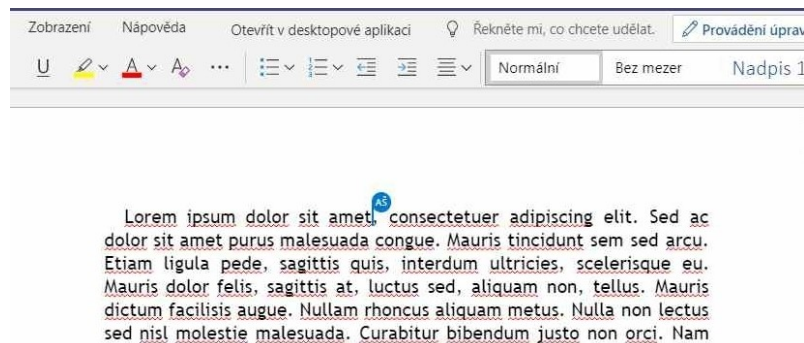 Zobrazení Nápověda Otevřít v desktopové aplikaci Řekněte mi, co chcete udělat. Provádění úprav
U A A ... Normální Bez mezer Nadpis 1
AŠ
Lorem ipsum dolor sit amet, consectetuer adipiscing elit. Sed ac
dolor sit amet purus malesuada congue. Mauris tincidunt sem sed arcu.
Etiam ligula pede, sagittis quis, interdum ultricies, scelerisque eu.
Mauris dolor felis, sagittis at, luctus sed, aliquam non, tellus. Mauris
dictum facilisis augue. Nullam rhoncus aliquam metus. Nulla non lectus
sed nisl molestie malesuada. Curabitur bibendum justo non orci. Nam